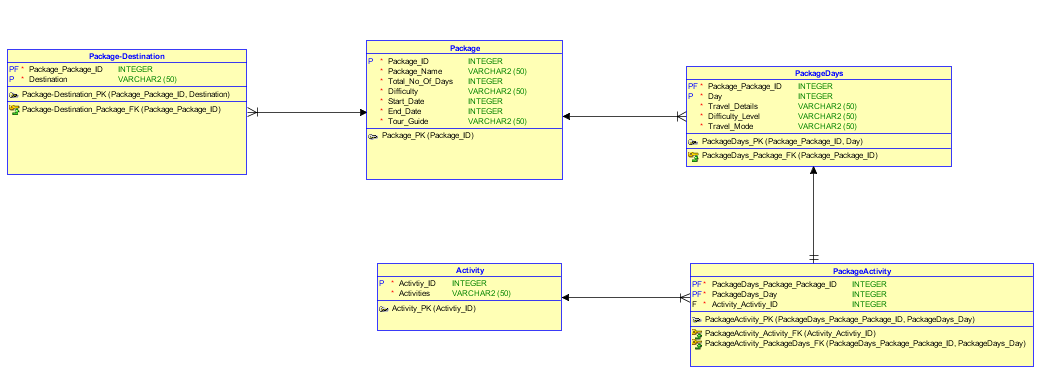 Package-Destination
PF * Package_Package_ID INTEGER
P * Destination VARCHAR2 (50)
Package-Destination_PK (Package_Package_ID, Destination)
Package-Destination_Package_FK (Package_Package_ID)
Package
P * Package_ID INTEGER
* Package_Name VARCHAR2 (50)
* Total_No_Of_Days INTEGER
* Difficulty VARCHAR2 (50)
* Start_Date INTEGER
* End_Date INTEGER
* Tour_Guide VARCHAR2 (50)
Package_PK (Package_ID)
PackageDays
PF * Package_Package_ID INTEGER
P * Day INTEGER
* Travel_Details VARCHAR2 (50)
* Difficulty_Level VARCHAR2 (50)
* Travel_Mode VARCHAR2 (50)
PackageDays_PK (Package_Package_ID, Day)
PackageDays_Package_FK (Package_Package_ID)
Activity
P * Activtiy_ID INTEGER
* Activities VARCHAR2 (50)
Activity_PK (Activtiy_ID)
PackageActivity
PF * PackageDays_Package_Package_ID INTEGER
PF * PackageDays_Day INTEGER
F * Activity_Activtiy_ID INTEGER
PackageActivity_PK (PackageDays_Package_Package_ID, PackageDays_Day)
PackageActivity_Activity_FK (Activity_Activtiy_ID)
PackageActivity_PackageDays_FK (PackageDays_Package_Package_ID, PackageDays_Day)